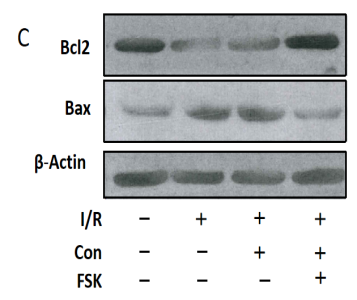 C
Bcl2
Bax
β-Actin
I/R – + + +
Con – – + +
FSK – – – +